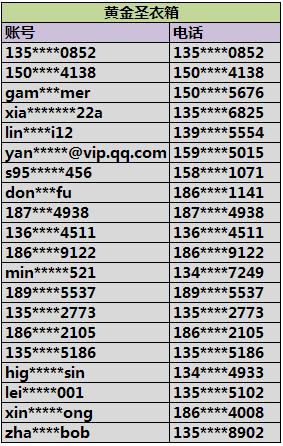 黄金圣衣箱
账号 电话
135****0852 135****0852
150****4138 150****4138
gam***mer 150****5676
xia*******22a 135****6825
lin****i12 139****5554
yan*****@vip.qq.com 159****5015
s95*****456 158****1071
don***fu 186****1141
187***4938 187****4938
136****4511 136****4511
186****9122 186****9122
min*****521 134****7249
189****5537 189****5537
135****2773 135****2773
186****2105 186****2105
135****5186 135****5186
hig*****sin 134****4933
lei*****001 135****5102
xin*****ong 186****4008
zha****bob 135****8902